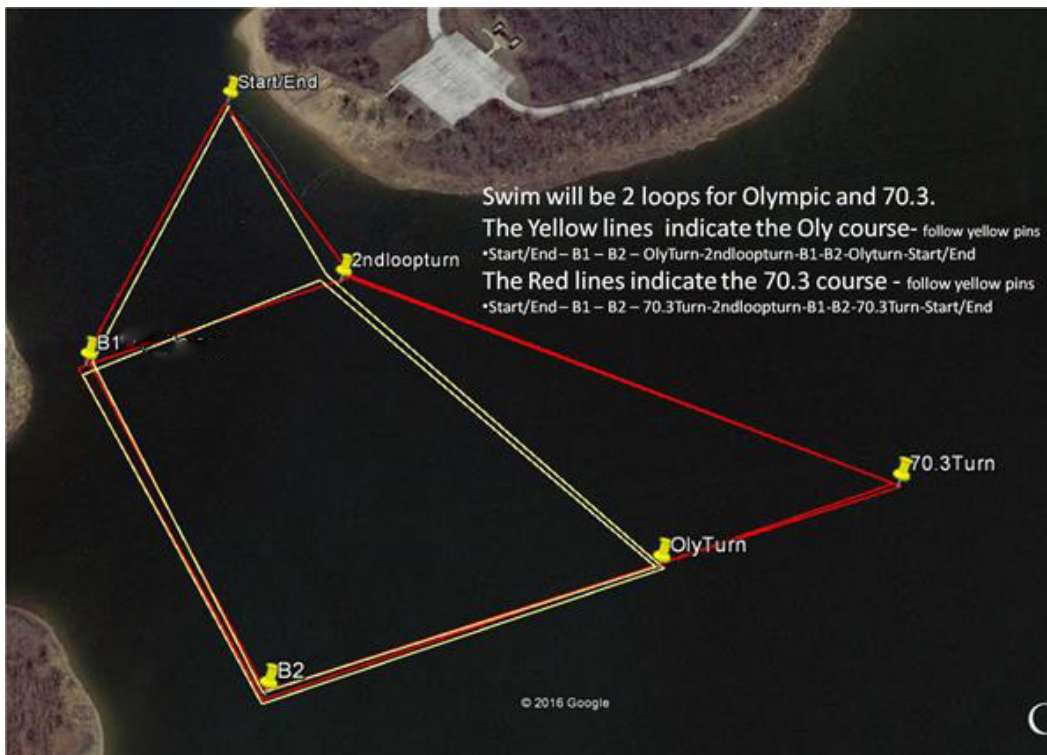 Start/End
Swim will be 2 loops for Olympic and 70.3.
The Yellow lines  indicate the Oly course- follow yellow pins
•Start/End – B1 – B2 – OlyTurn-2ndloopturn-B1-B2-Olyturn-Start/End
The Red lines indicate the 70.3 course - follow yellow pins
•Start/End – B1 – B2 – 70.3Turn-2ndloopturn-B1-B2-70.3Turn-Start/End
2ndloopturn
B1
70.3Turn
OlyTurn
B2
© 2016 Google